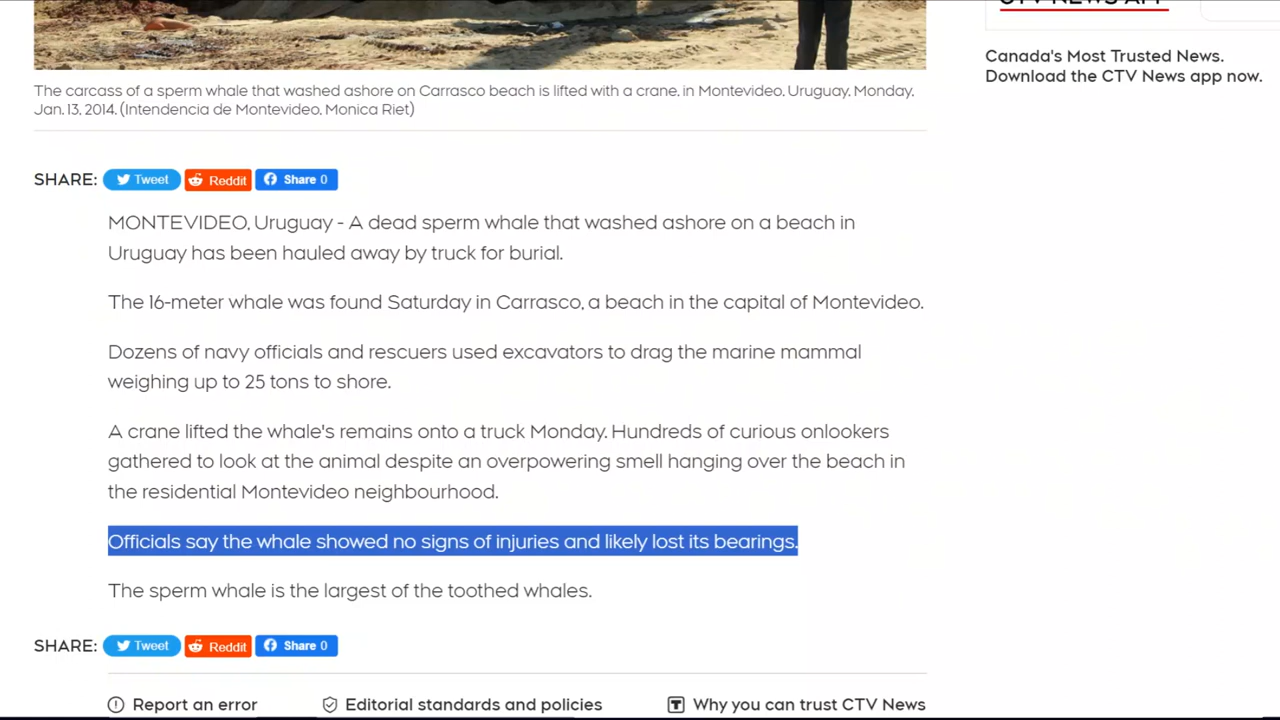 CTV NEWS APP
The carcass of a sperm whale that washed ashore on Carrasco beach is lifted with a crane, in Montevideo, Uruguay, Monday,
Jan. 13, 2014. (Intendencia de Montevideo, Monica Riet)
Canada's Most Trusted News.
Download the CTV News app now.
SHARE: Tweet Reddit Share 0
MONTEVIDEO, Uruguay - A dead sperm whale that washed ashore on a beach in
Uruguay has been hauled away by truck for burial.
The 16-meter whale was found Saturday in Carrasco, a beach in the capital of Montevideo.
Dozens of navy officials and rescuers used excavators to drag the marine mammal
weighing up to 25 tons to shore.
A crane lifted the whale's remains onto a truck Monday. Hundreds of curious onlookers
gathered to look at the animal despite an overpowering smell hanging over the beach in
the residential Montevideo neighbourhood.
Officials say the whale showed no signs of injuries and likely lost its bearings.
The sperm whale is the largest of the toothed whales.
SHARE: Tweet Reddit Share 0
Report an error Editorial standards and policies Why you can trust CTV News